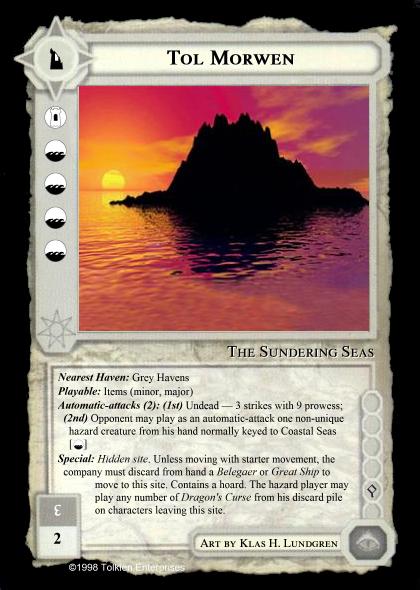 TOL MORWEN
THE SUNDERING SEAS
Nearest Haven: Grey Havens
Playable: Items (minor, major)
Automatic-attacks (2): (1st) Undead — 3 strikes with 9 prowess;
(2nd) Opponent may play as an automatic-attack one non-unique
hazard creature from his hand normally keyed to Coastal Seas
[ ]
Special: Hidden site. Unless moving with starter movement, the
company must discard from hand a Belegaer or Great Ship to
move to this site. Contains a hoard. The hazard player may
play any number of Dragon's Curse from his discard pile
on characters leaving this site.
ε
2
ART BY KLAS H. LUNDGREN
©1998 Tolkien Enterprises